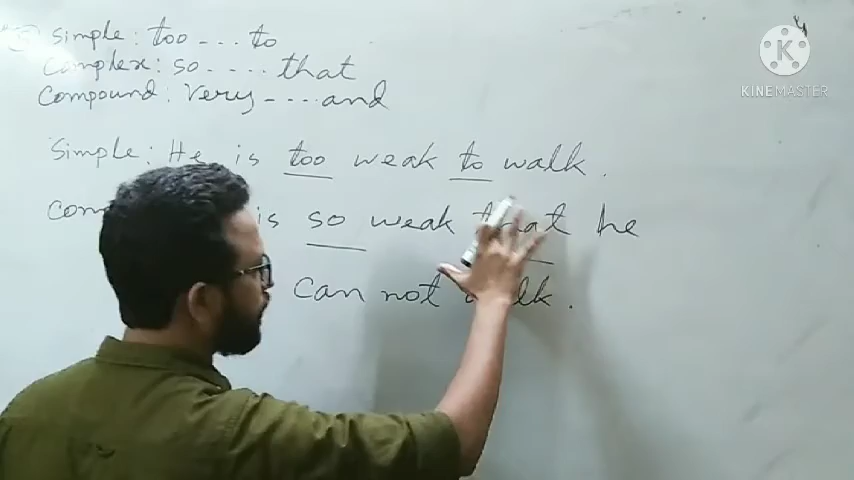 Simple: too --- to
Complex: so ---- that
Compound: Very ---- and
Simple: He is too weak to walk.
is so weak that he
can not walk.
K
KINEMASTER